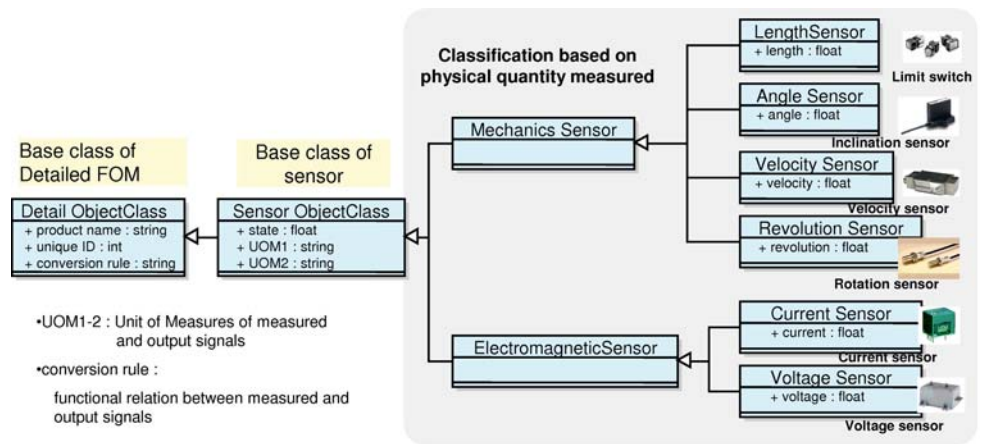 Classification based on
physical quantity measured
LengthSensor
+ length : float
Limit switch
Angle Sensor
+ angle : float
Inclination sensor
Mechanics Sensor
Velocity Sensor
+ velocity : float
Velocity sensor
Revolution Sensor
+ revolution : float
Rotation sensor
Base class of
Detailed FOM
Base class of
sensor
Detail ObjectClass
+ product name : string
+ unique ID : int
+ conversion rule : string
Sensor ObjectClass
+ state : float
+ UOM1 : string
+ UOM2 : string
ElectromagneticSensor
Current Sensor
+ current : float
Current sensor
Voltage Sensor
+ voltage : float
Voltage sensor
•UOM1-2 : Unit of Measures of measured
and output signals
•conversion rule :
functional relation between measured and
output signals